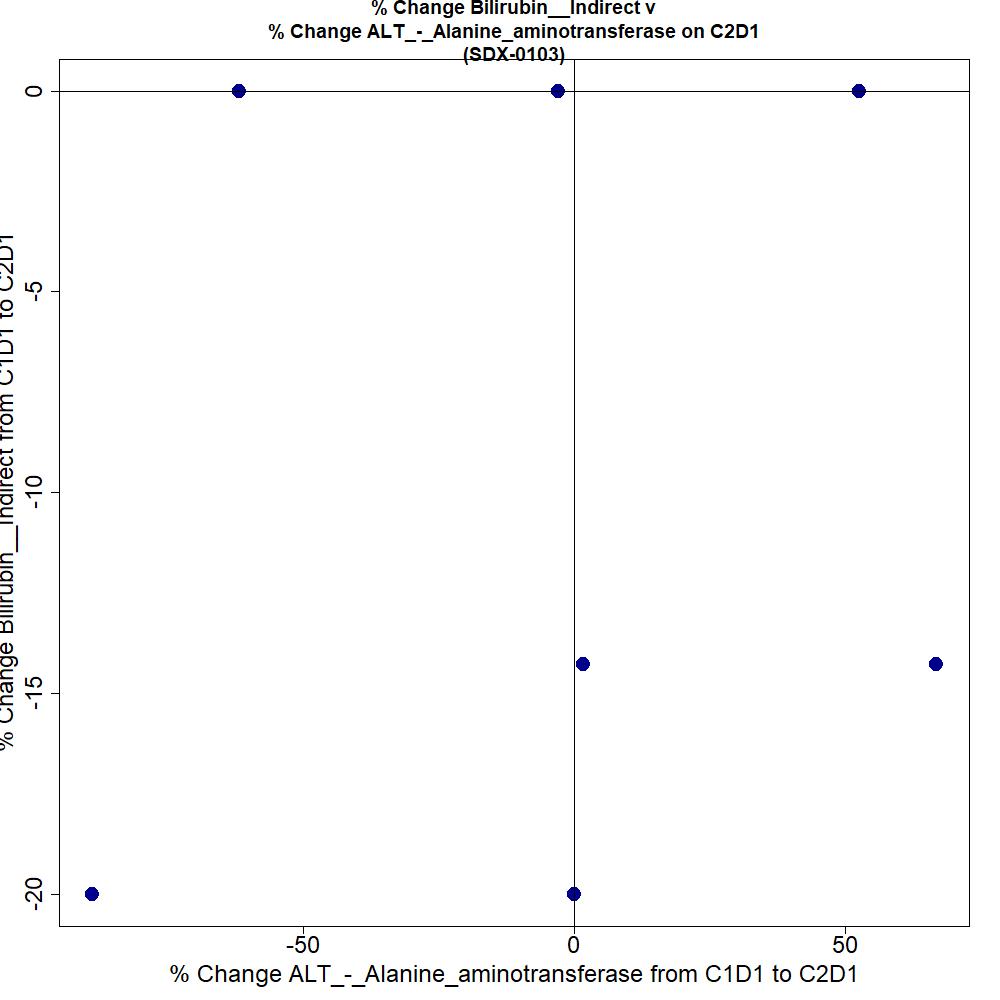 % Change Bilirubin__Indirect v
% Change ALT_-_Alanine_aminotransferase on C2D1
(SDX-0103)
% Change Bilirubin__Indirect from C1D1 to C2D1
0
-5
-10
-15
-20
-50
0
50
% Change ALT_-_Alanine_aminotransferase from C1D1 to C2D1